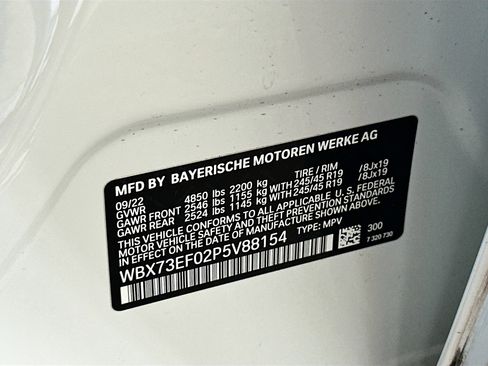 MFD BY BAYERISCHE MOTOREN WERKE AG
09/22 TIRE / RIM
GVWR 4850 lbs 2200 kg
GAWR FRONT 2546 lbs 1155 kg WITH 245/45 R19 /8Jx19
GAWR REAR 2524 lbs 1145 kg WITH 245/45 R19 /8Jx19
THIS VEHICLE CONFORMS TO ALL APPLICABLE U. S. FEDERAL
MOTOR VEHICLE SAFETY STANDARDS IN EFFECT ON THE
DATE OF MANUFACTURE SHOWN ABOVE.
WBX73EF02P5V88154 TYPE: MPV 300
7 320 730